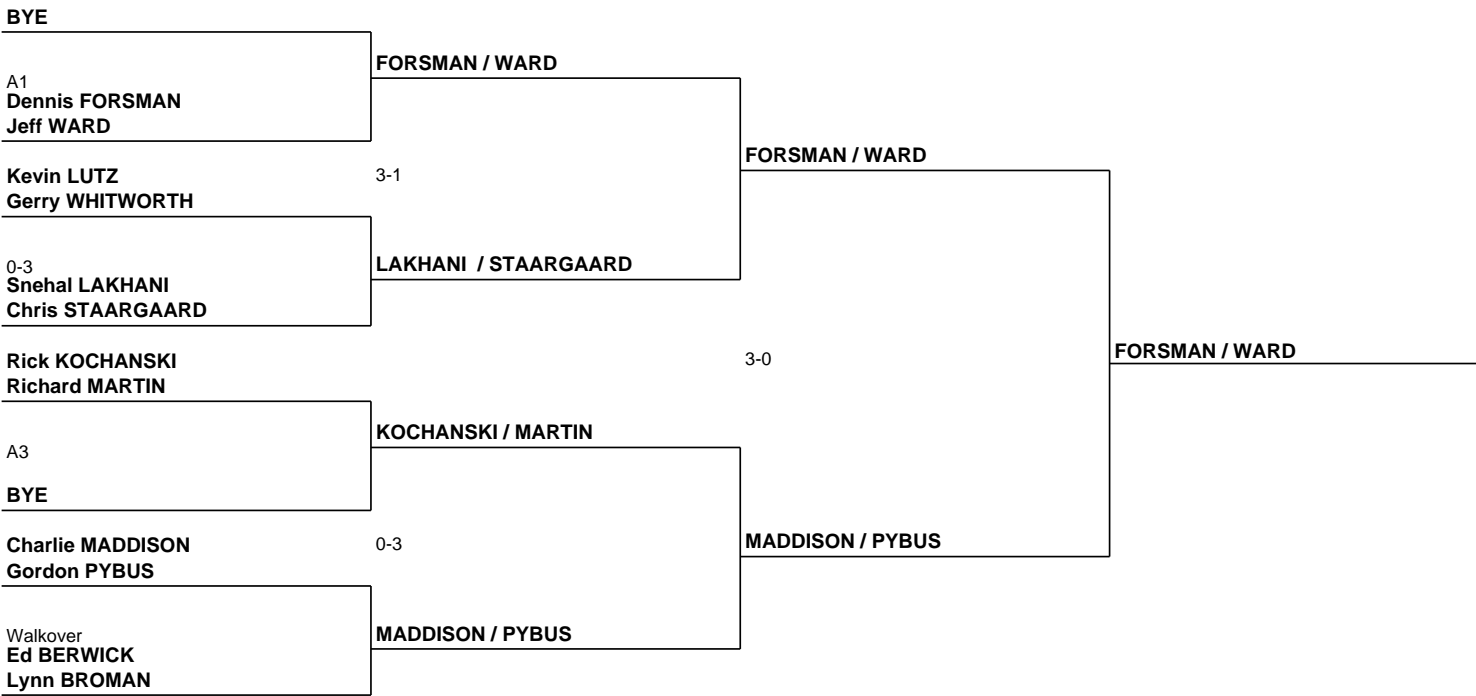 BYE
A1
Dennis FORSMAN
Jeff WARD
Kevin LUTZ
Gerry WHITWORTH
0-3
Snehal LAKHANI
Chris STAARGAARD
Rick KOCHANSKI
Richard MARTIN
A3
BYE
Charlie MADDISON
Gordon PYBUS
Walkover
Ed BERWICK
Lynn BROMAN
FORSMAN / WARD
3-1
LAKHANI / STAARGAARD
KOCHANSKI / MARTIN
0-3
MADDISON / PYBUS
FORSMAN / WARD
3-0
MADDISON / PYBUS
FORSMAN / WARD